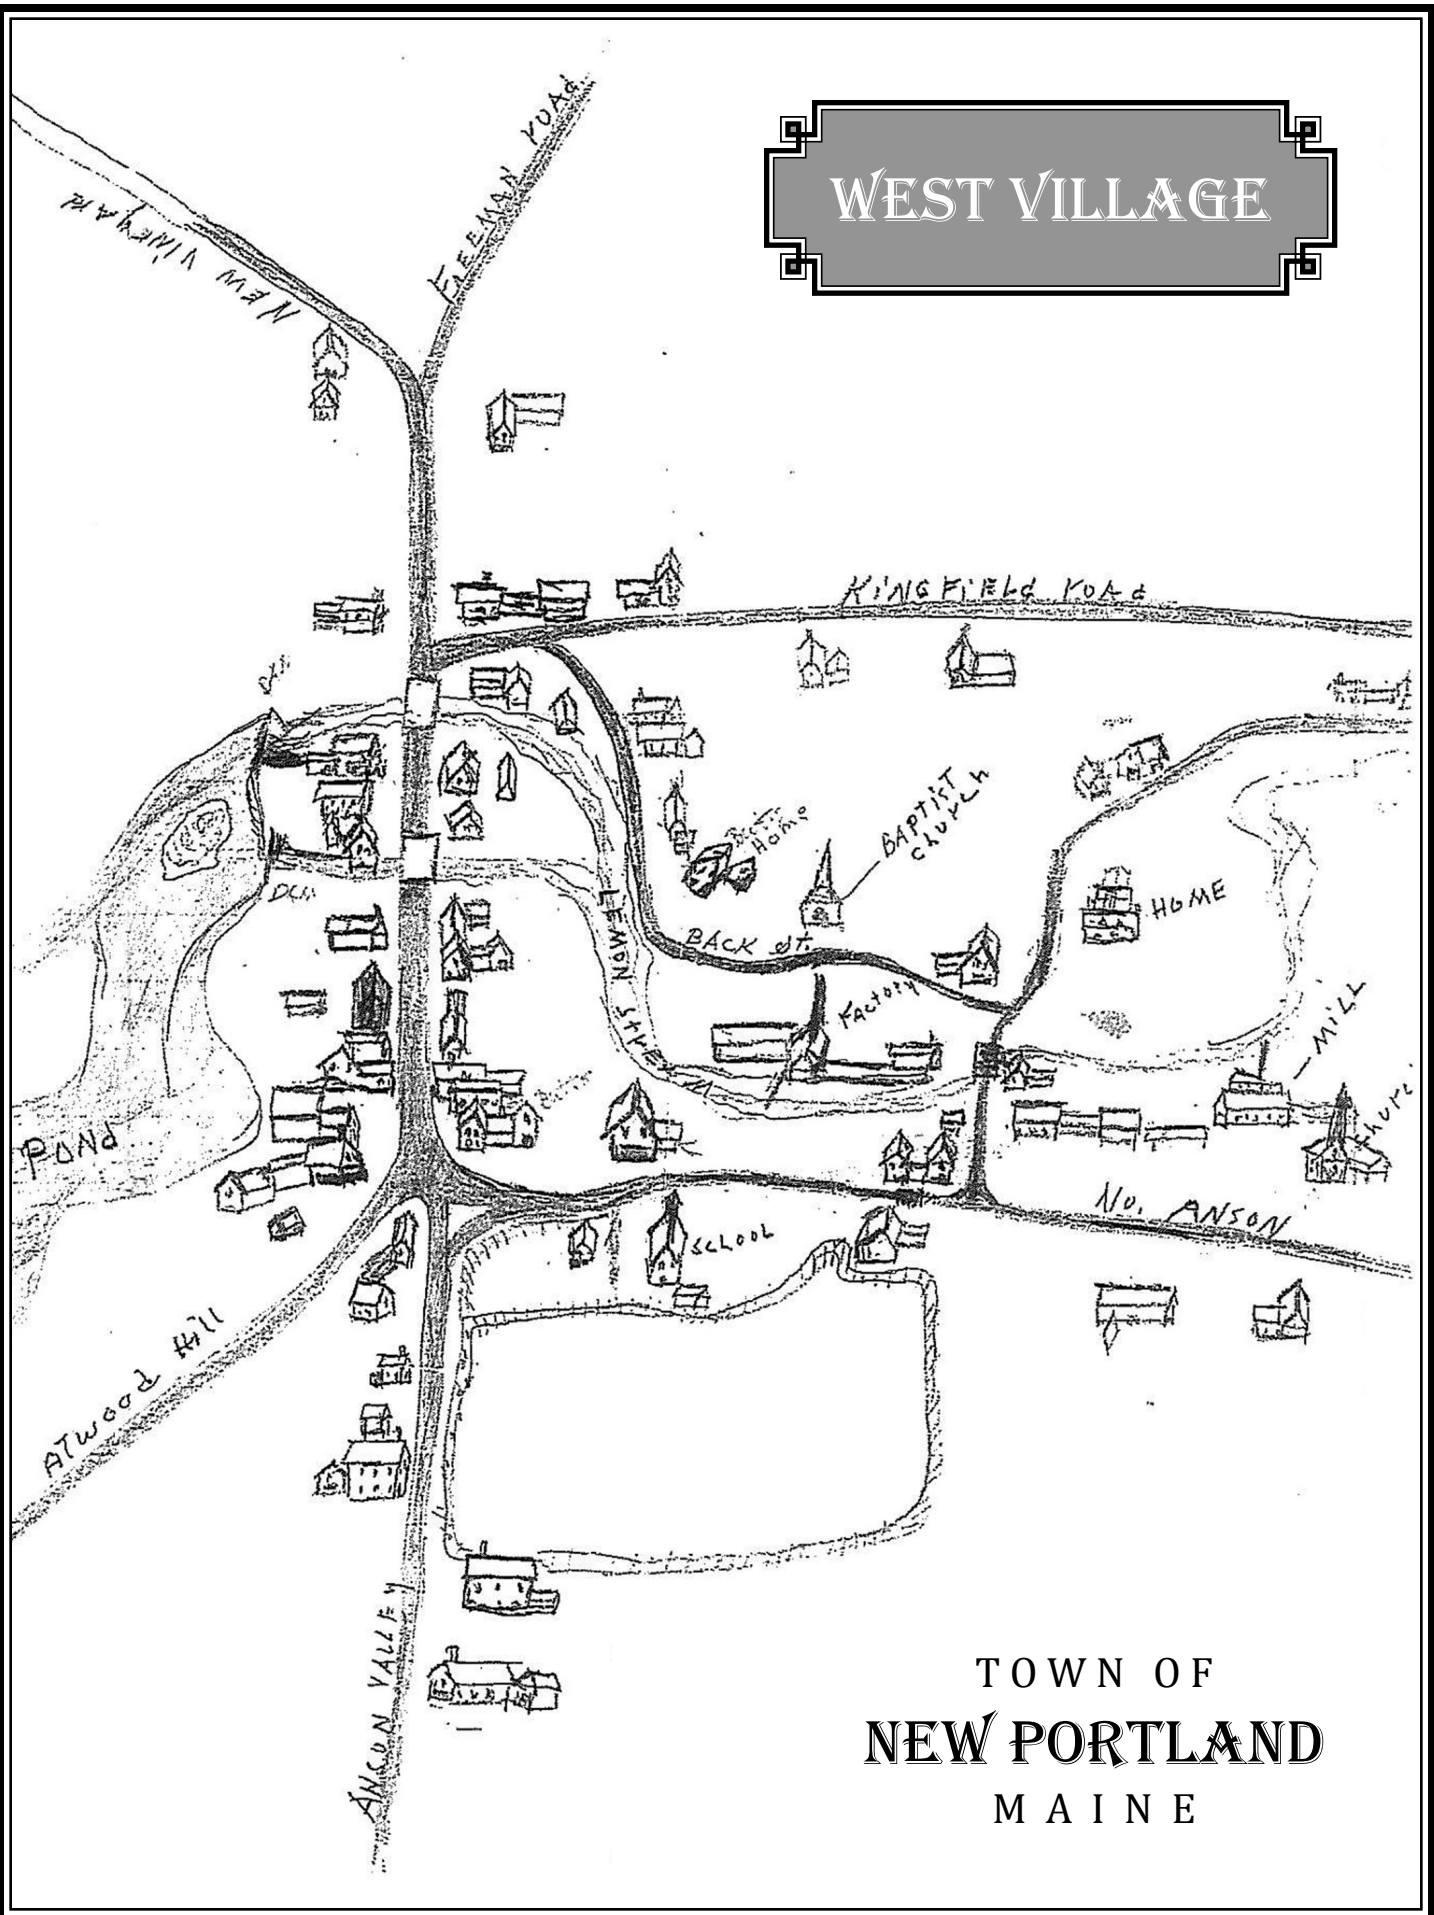 WEST VILLAGE
FREEMAN ROAd
NEW ViNEyArd
KiNGFiELd rOAd
BAPTIST
Church
Home
HOME
BACK ST.
LEMON STREAM
FActory
MiLL
POND
No. ANSON
SCHOOL
ATwood Hill
ANSON VALLEY
TOWN OF
NEW PORTLAND
MAINE